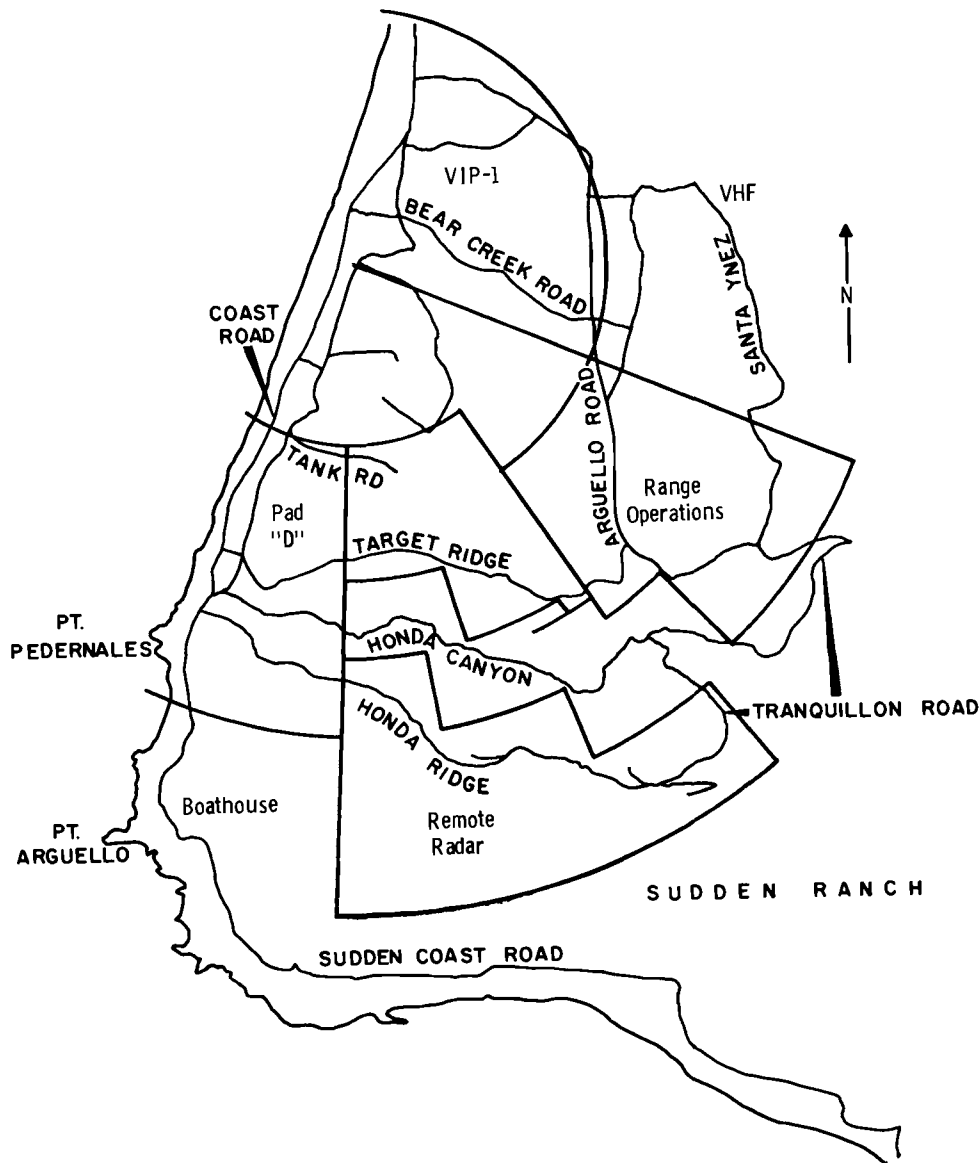 VIP-1
VHF
BEAR CREEK ROAD
SANTA YNEZ
N
COAST
ROAD
ARGUELLO ROAD
TANK RD
Range
Operations
Pad
"D"
TARGET RIDGE
PT.
PEDERNALES
HONDA CANYON
TRANQUILLON ROAD
HONDA RIDGE
Boathouse
Remote
Radar
PT.
ARGUELLO
SUDDEN RANCH
SUDDEN COAST ROAD